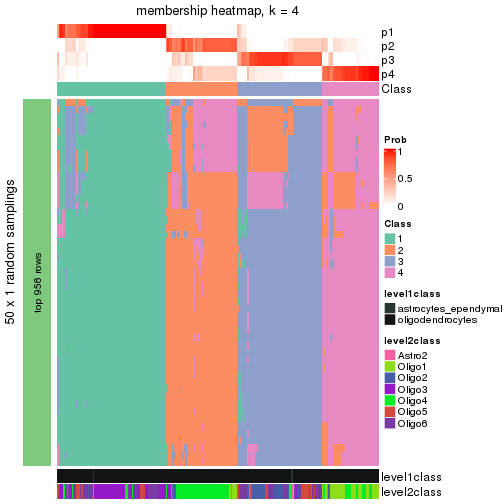 membership heatmap, k = 4
p1
p2
p3
p4
Class
50 x 1 random samplings
top 956 rows
Prob
1
0.5
0
Class
1
2
3
4
level1class
astrocytes_ependymal
oligodendrocytes
level2class
Astro2
Oligo1
Oligo2
Oligo3
Oligo4
Oligo5
Oligo6
level1class
level2class